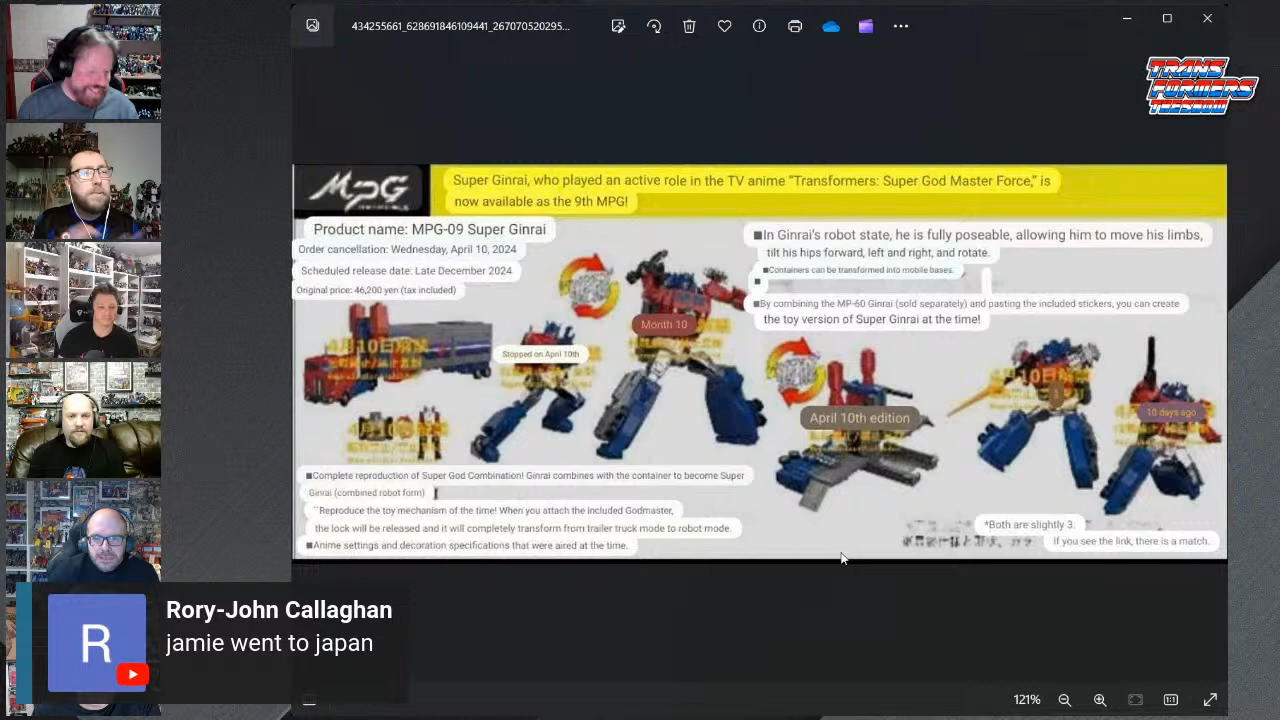 434255661_628691846109441_267070520295...
TRANS
FORMERS
THESHOW
MPG
Super Ginrai, who played an active role in the TV anime “Transformers: Super God Master Force,” is
now available as the 9th MPG!
Product name: MPG-09 Super Ginrai
Order cancellation: Wednesday, April 10, 2024
Scheduled release date: Late December 2024
Original price: 46,200 yen (tax included)
■In Ginrai's robot state, he is fully poseable, allowing him to move his limbs,
tilt his hips forward, left and right, and rotate.
■Containers can be transformed into mobile bases.
■
■By combining the MP-60 Ginrai (sold separately) and pasting the included stickers, you can create
the toy version of Super Ginrai at the time!
Month 10
4月10日解禁
Stopped on April 10th
April 10th edition
10 days ago
■Complete reproduction of Super God Combination! Ginrai combines with the container to become Super
Ginrai (combined robot form)
¨Reproduce the toy mechanism of the time! When you attach the included Godmaster,
the lock will be released and it will completely transform from trailer truck mode to robot mode.
■Anime settings and decoration specifications that were aired at the time.
*Both are slightly 3.
If you see the link, there is a match.
Rory-John Callaghan
R
jamie went to japan
121%
1:1